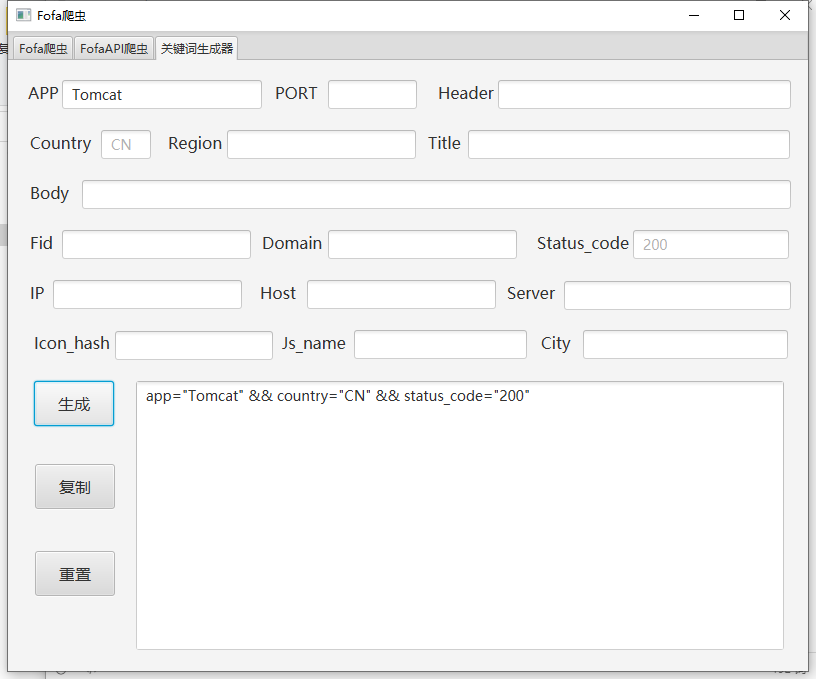 Fofa爬虫
Fofa爬虫 FofaAPI爬虫 关键词生成器
APP Tomcat PORT Header
Country CN Region Title
Body
Fid Domain Status_code 200
IP Host Server
Icon_hash Js_name City
生成
app="Tomcat" && country="CN" && status_code="200"
复制
重置